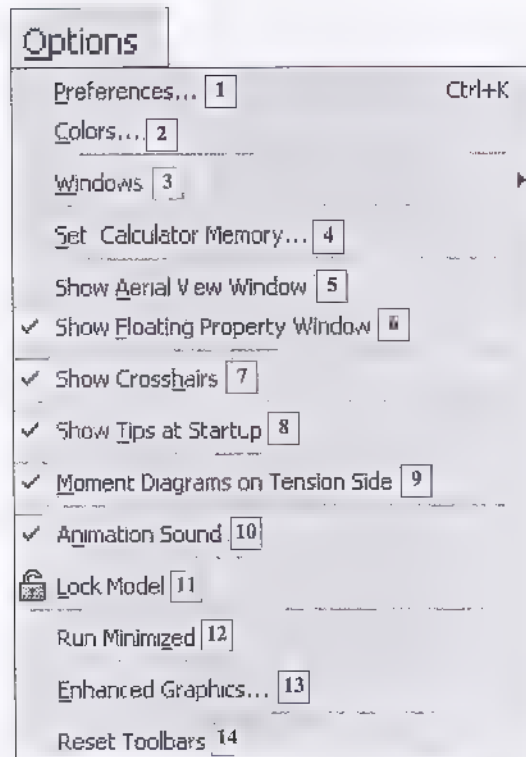 Options
Preferences... 1 Ctrl+K
Colors... 2
Windows 3
Set Calculator Memory... 4
Show Aerial View Window 5
Show Floating Property Window 6
Show Crosshairs 7
Show Tips at Startup 8
Moment Diagrams on Tension Side 9
Animation Sound 10
Lock Model 11
Run Minimized 12
Enhanced Graphics... 13
Reset Toolbars 14